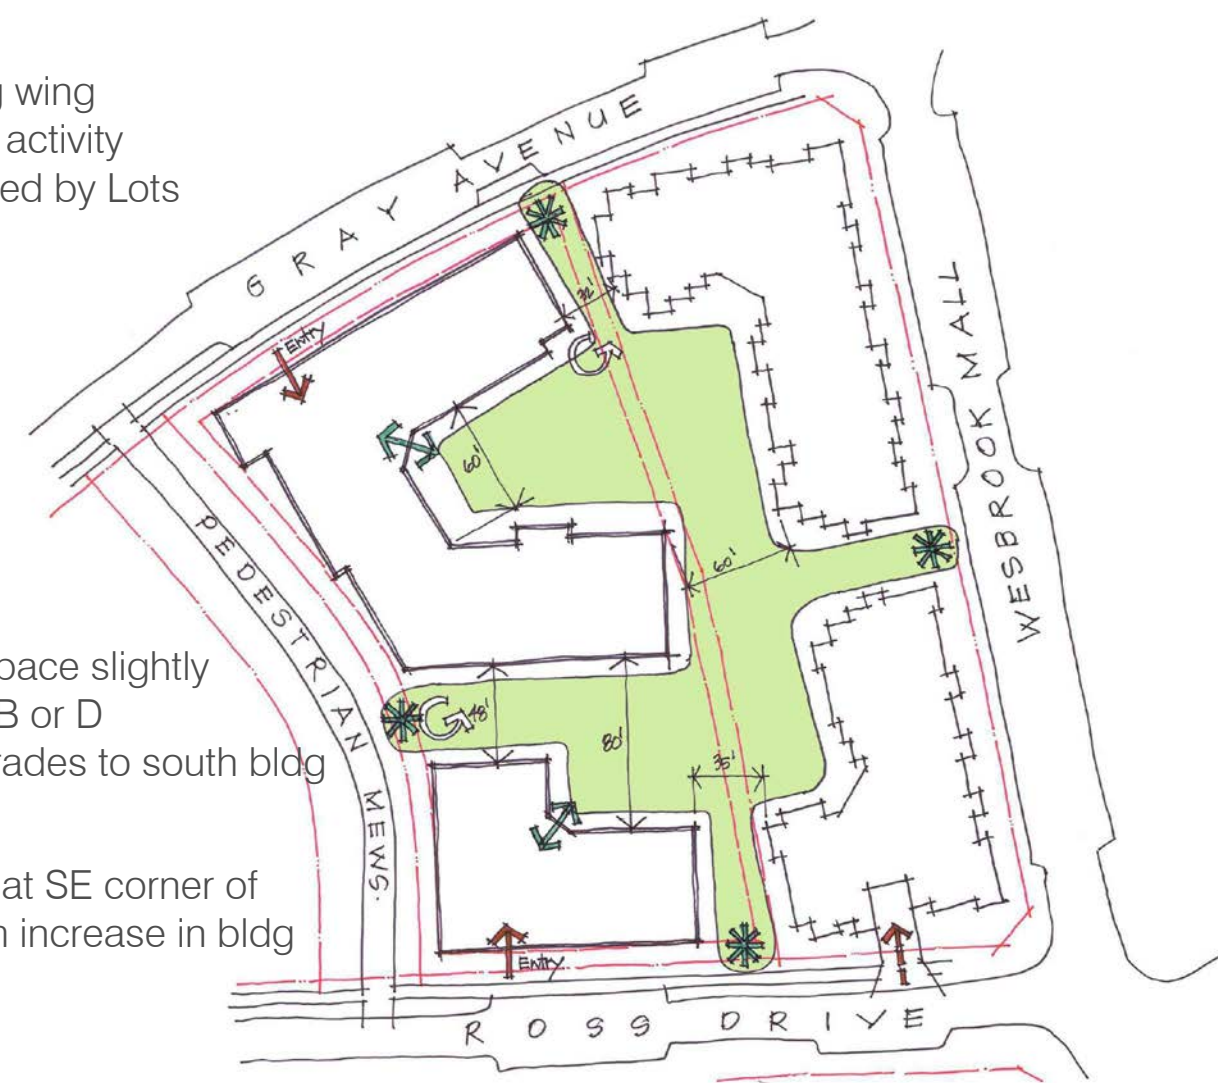 wing
activity
ed by Lots
GRAY AVENUE
32'
Entry
WESBROOK MALL
60'
PEDESTRIAN MEWS.
60'
pace slightly
B or D
rades to south bldg
48'
80'
35'
at SE corner of
increase in bldg
Entry
ROSS DRIVE